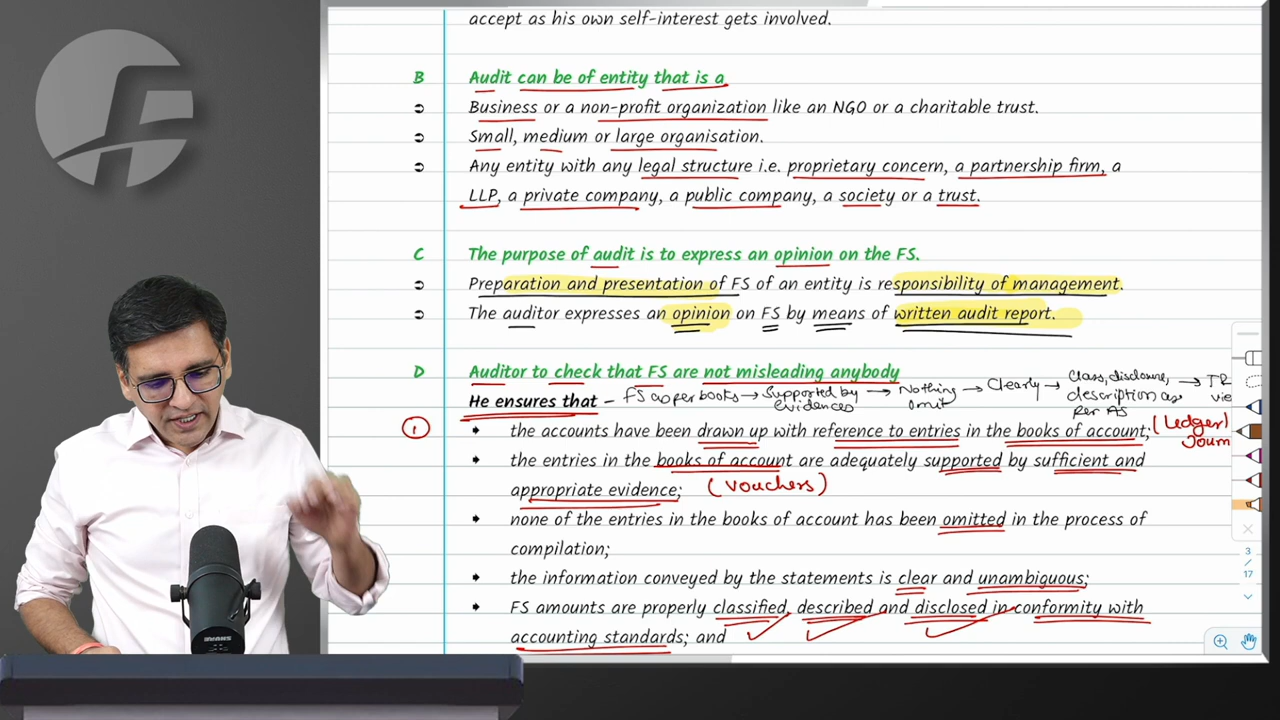 accept as his own self-interest gets involved.
B Audit can be of entity that is a
⊃ Business or a non-profit organization like an NGO or a charitable trust.
⊃ Small, medium or large organisation.
⊃ Any entity with any legal structure i.e. proprietary concern, a partnership firm, a
LLP, a private company, a public company, a society or a trust.
C The purpose of audit is to express an opinion on the FS.
⊃ Preparation and presentation of FS of an entity is responsibility of management.
⊃ The auditor expresses an opinion on FS by means of written audit report.
D Auditor to check that FS are not misleading anybody
He ensures that – FS as per books → Supported by evidences → Nothing omit → Clearly → Class, disclosure, description as per AS → TR vie
① • the accounts have been drawn up with reference to entries in the books of account; (Ledger) Journ
• the entries in the books of account are adequately supported by sufficient and
appropriate evidence; (Vouchers)
• none of the entries in the books of account has been omitted in the process of
compilation;
• the information conveyed by the statements is clear and unambiguous;
• FS amounts are properly classified, described and disclosed in conformity with
accounting standards; and
3
/
17